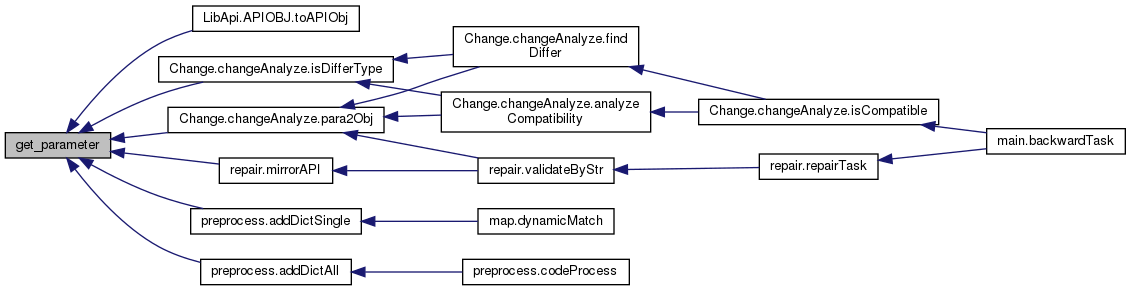 get_parameter
LibApi.APIOBJ.toAPIObj
Change.changeAnalyze.isDifferType
Change.changeAnalyze.para2Obj
repair.mirrorAPI
preprocess.addDictSingle
preprocess.addDictAll
Change.changeAnalyze.find
Differ
Change.changeAnalyze.analyze
Compatibility
repair.validateByStr
map.dynamicMatch
preprocess.codeProcess
Change.changeAnalyze.isCompatible
repair.repairTask
main.backwardTask